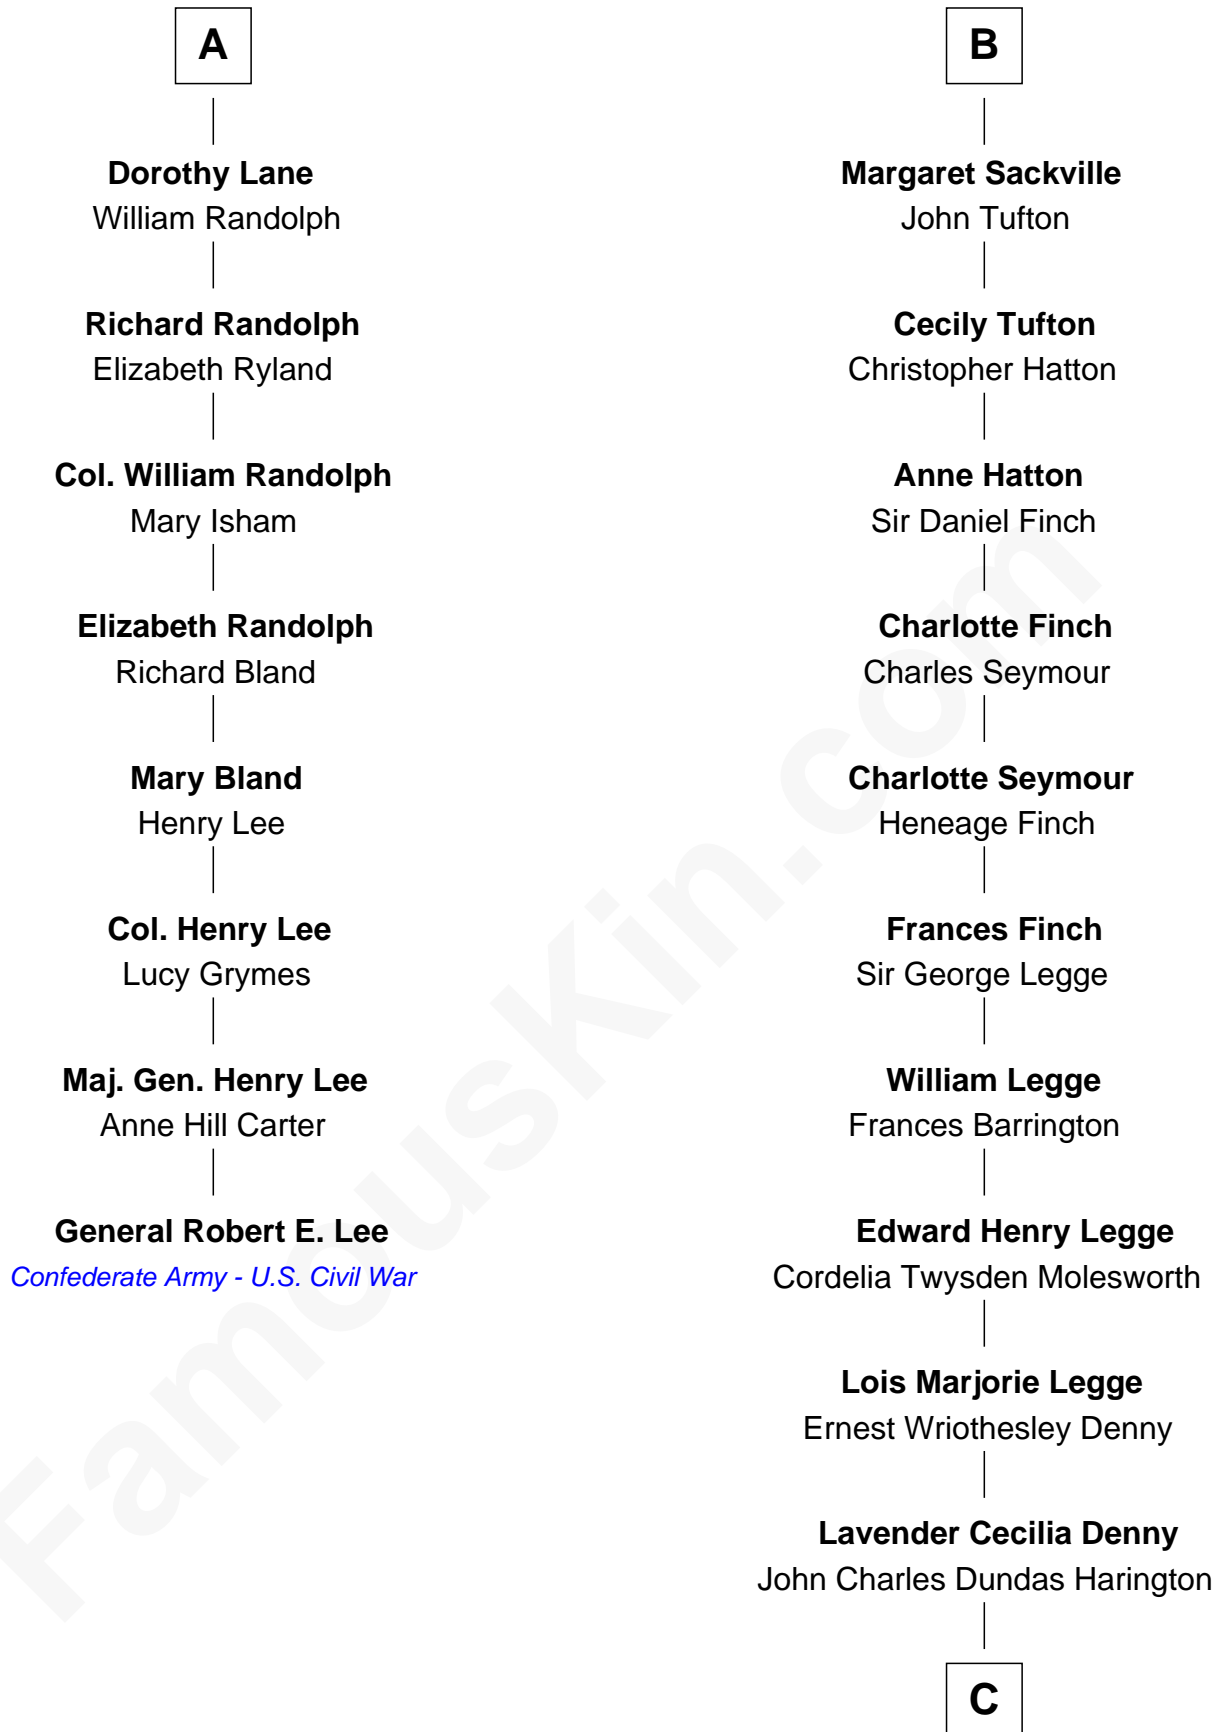 A
Dorothy Lane
William Randolph
Richard Randolph
Elizabeth Ryland
Col. William Randolph
Mary Isham
Elizabeth Randolph
Richard Bland
Mary Bland
Henry Lee
Col. Henry Lee
Lucy Grymes
Maj. Gen. Henry Lee
Anne Hill Carter
General Robert E. Lee
Confederate Army - U.S. Civil War
B
Margaret Sackville
John Tufton
Cecily Tufton
Christopher Hatton
Anne Hatton
Sir Daniel Finch
Charlotte Finch
Charles Seymour
Charlotte Seymour
Heneage Finch
Frances Finch
Sir George Legge
William Legge
Frances Barrington
Edward Henry Legge
Cordelia Twysden Molesworth
Lois Marjorie Legge
Ernest Wriothesley Denny
Lavender Cecilia Denny
John Charles Dundas Harington
C
FamousKin.com